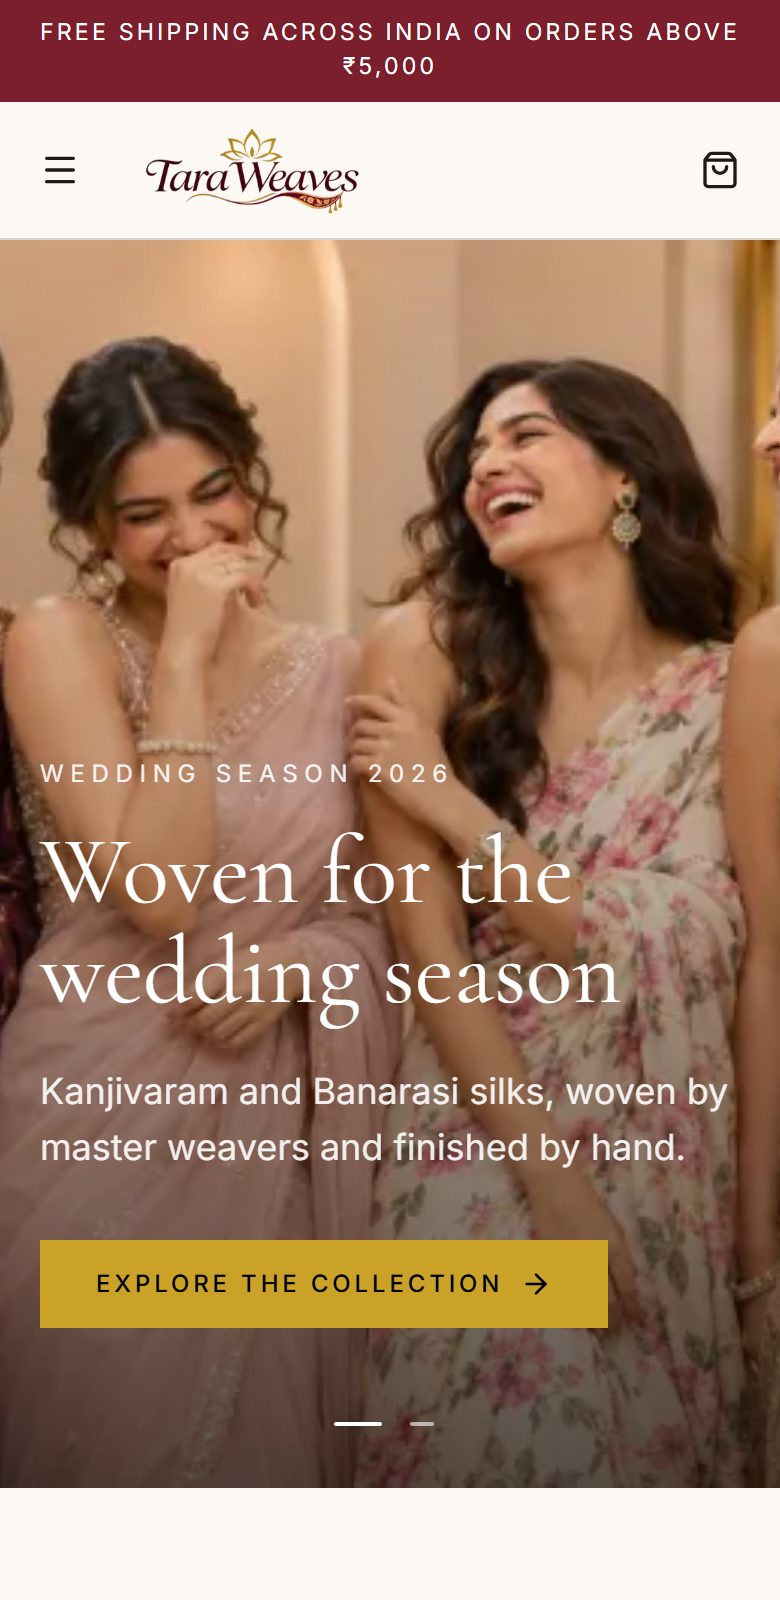 FREE SHIPPING ACROSS INDIA ON ORDERS ABOVE
₹5,000
Tara Weaves
WEDDING SEASON 2026
Woven for the
wedding season
Kanjivaram and Banarasi silks, woven by
master weavers and finished by hand.
EXPLORE THE COLLECTION →